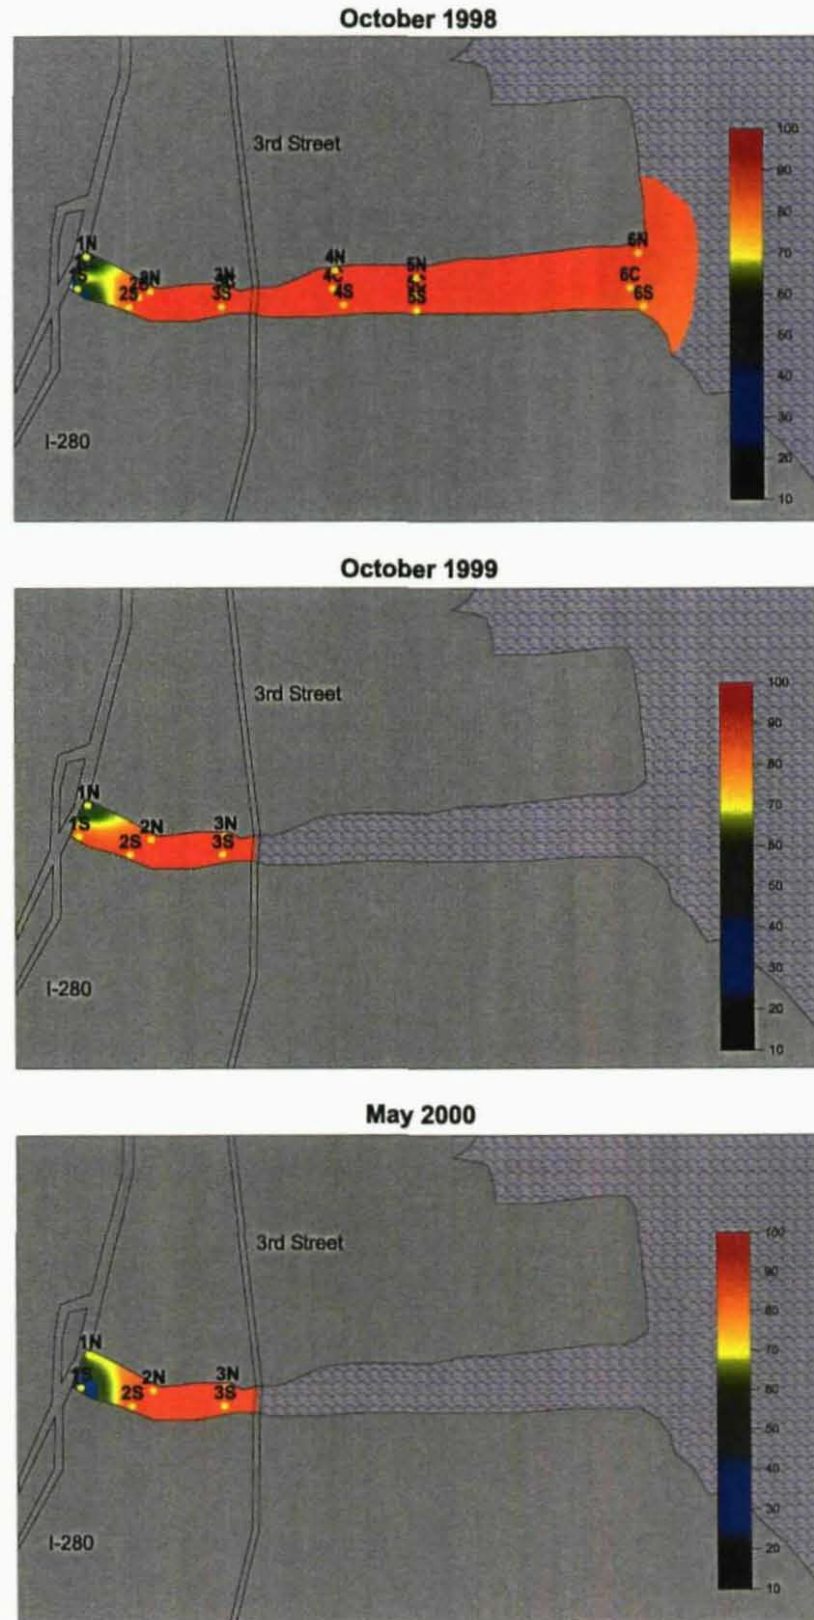 October 1998
3rd Street
1N
1S
2N
2S
3N
3S
4N
4C
4S
5N
5S
6N
6C
6S
I-280
100
90
80
70
60
50
40
30
20
10
October 1999
3rd Street
1N
1S
2N
2S
3N
3S
I-280
100
90
80
70
60
50
40
30
20
10
May 2000
3rd Street
1N
1S
2N
2S
3N
3S
I-280
100
90
80
70
60
50
40
30
20
10